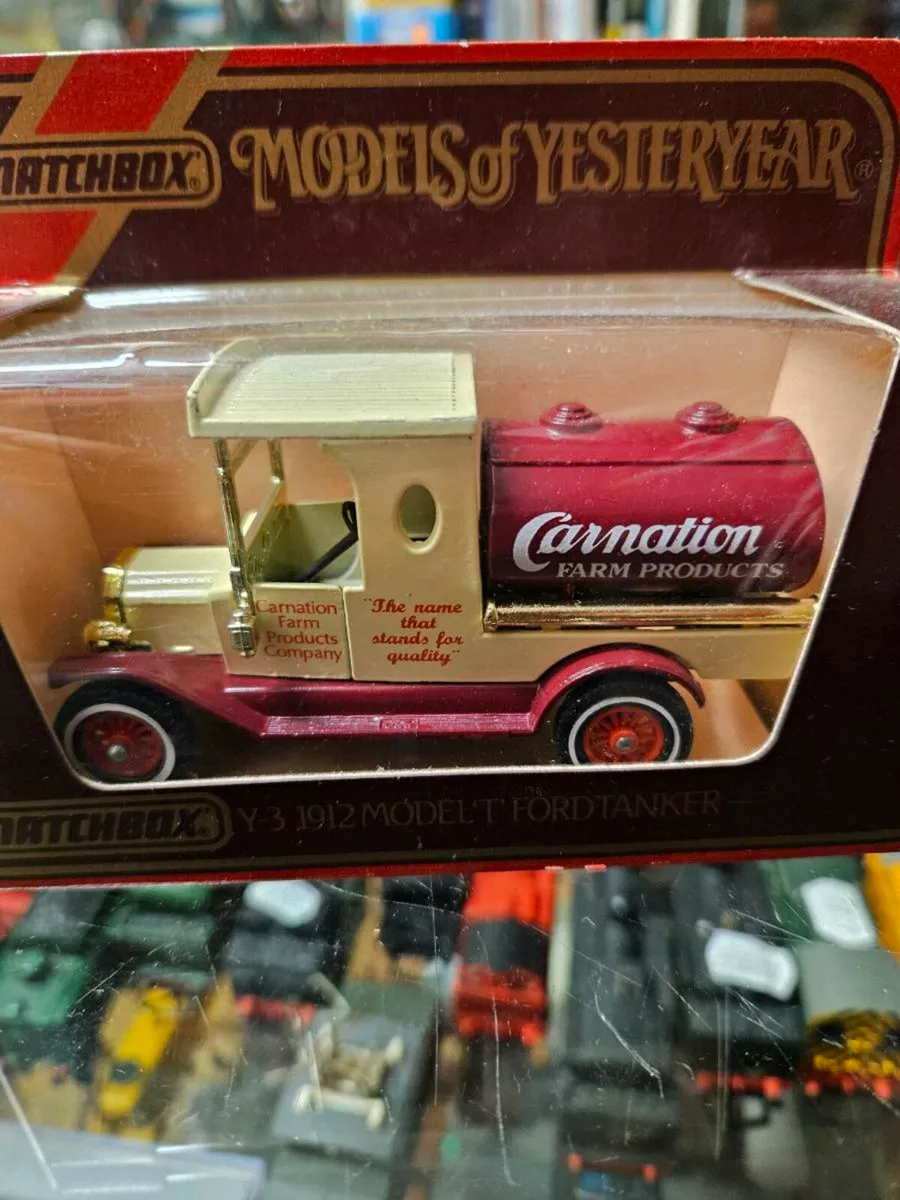 MATCHBOX®
MODELS of YESTERYEAR®
Carnation
FARM PRODUCTS
Carnation
Farm
Products
Company
"The name
that
stands for
quality"
MATCHBOX®
Y-3 1912 MODEL 'T' FORD TANKER